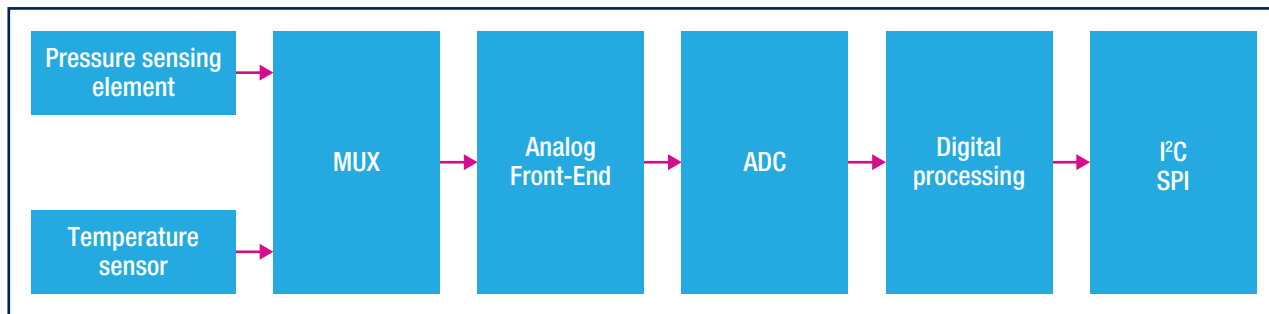 Pressure sensing
element
Temperature
sensor
MUX
Analog
Front-End
ADC
Digital
processing
I²C
SPI